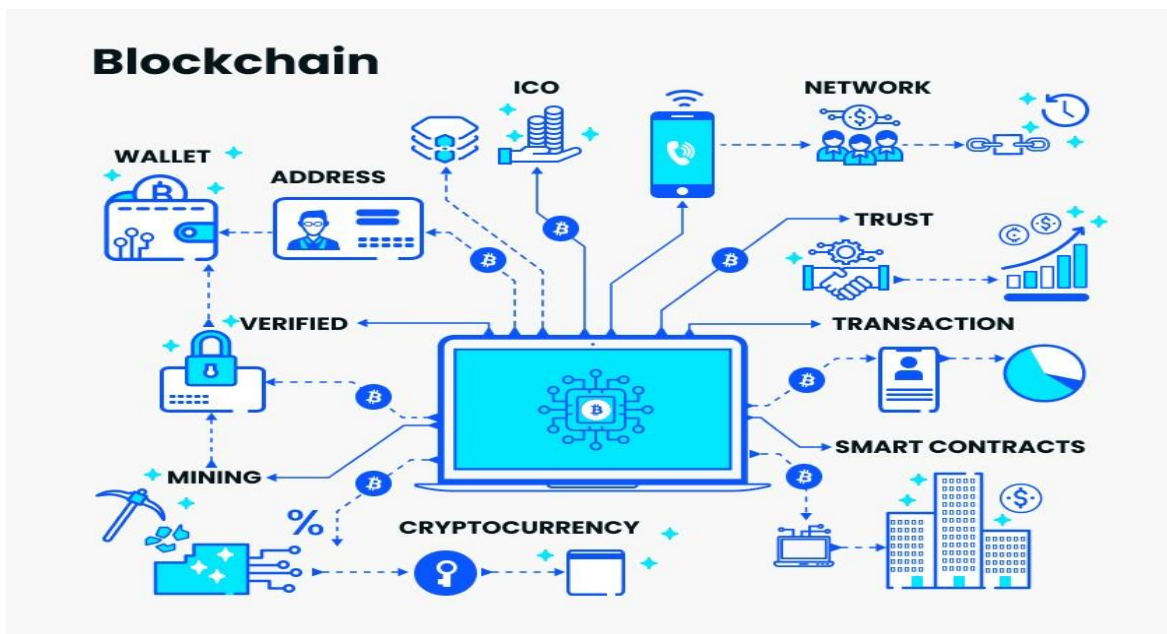 Blockchain
ICO
NETWORK
WALLET
ADDRESS
TRUST
VERIFIED
TRANSACTION
SMART CONTRACTS
MINING
%
CRYPTOCURRENCY